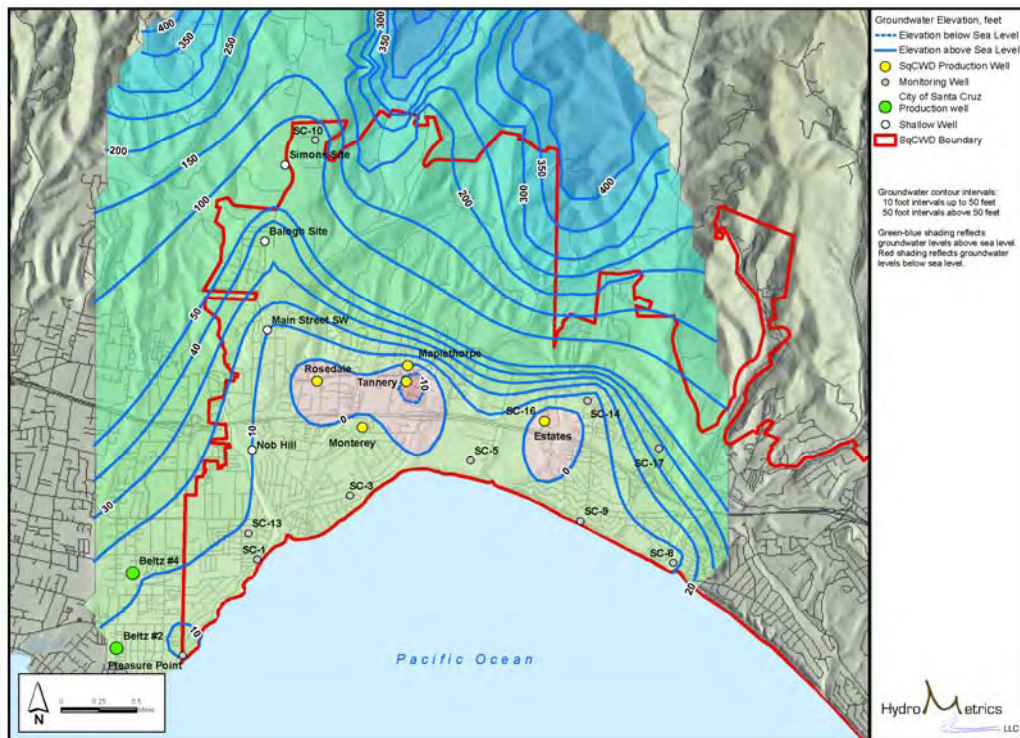 400
350
250
300
350
300
350
300
400
200
150
100
50
40
30
200
150
100
SC-10
Simons Site
Balogh Site
Main Street SW
Maplethorpe
Rosedale
Tannery
-10
0
Monterey
SC-16
SC-14
Estates
0
SC-17
10
Nob Hill
SC-5
SC-3
SC-9
SC-13
SC-1
SC-8
20
Beltz #4
Beltz #2
10
Pleasure Point
Pacific Ocean
N
0 0.25 0.5
Miles
Groundwater Elevation, feet
Elevation below Sea Level
Elevation above Sea Level
SqCWD Production Well
Monitoring Well
City of Santa Cruz
Production well
Shallow Well
SqCWD Boundary
Groundwater contour intervals:
10 foot intervals up to 50 feet
50 foot intervals above 50 feet
Green-blue shading reflects
groundwater levels above sea level.
Red shading reflects groundwater
levels below sea level.
Hydro Metrics
LLC